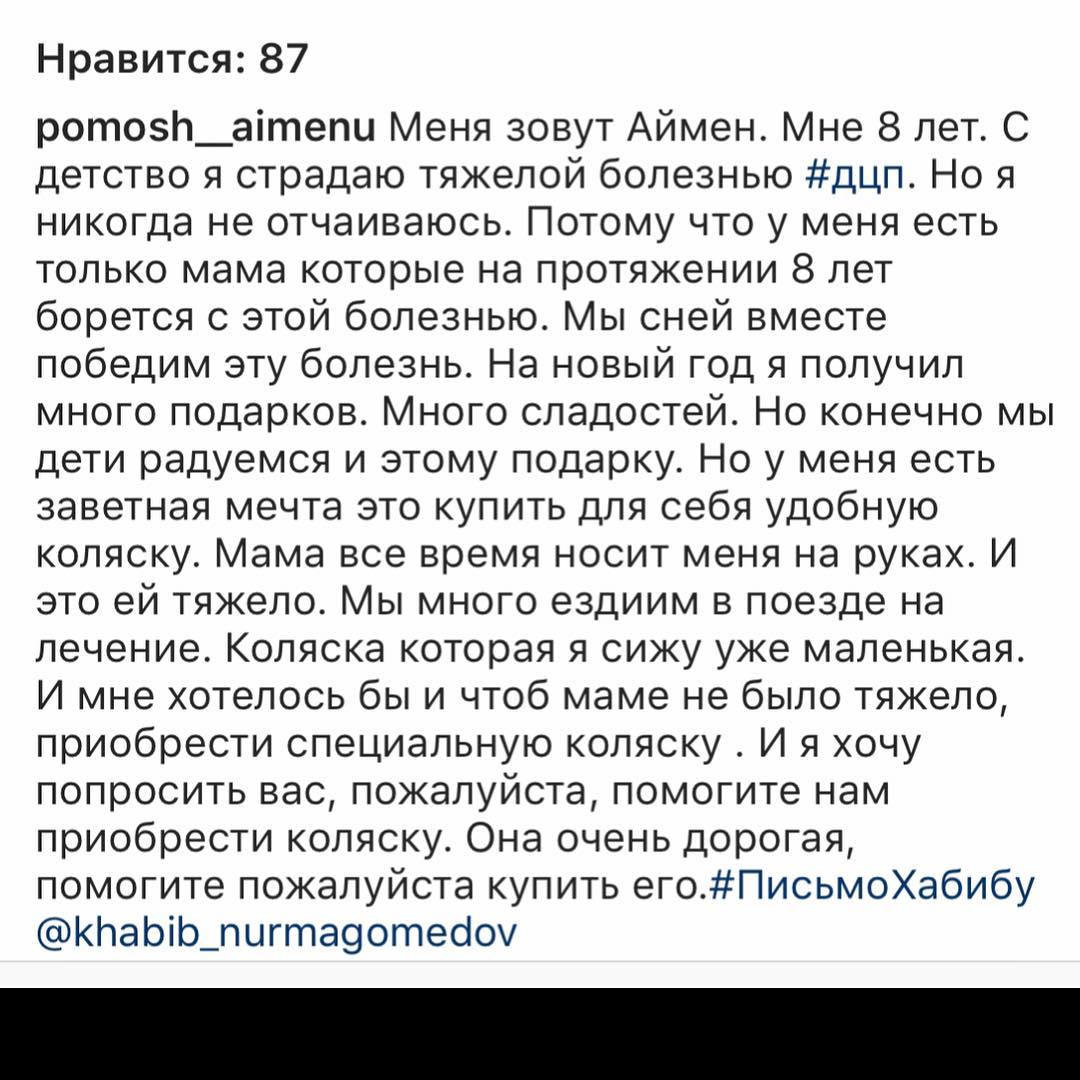 Нравится: 87
pomosh__aimenu Меня зовут Аймен. Мне 8 лет. С
детство я страдаю тяжелой болезнью #дцп. Но я
никогда не отчаиваюсь. Потому что у меня есть
только мама которые на протяжении 8 лет
борется с этой болезнью. Мы сней вместе
победим эту болезнь. На новый год я получил
много подарков. Много сладостей. Но конечно мы
дети радуемся и этому подарку. Но у меня есть
заветная мечта это купить для себя удобную
коляску. Мама все время носит меня на руках. И
это ей тяжело. Мы много ездиим в поезде на
лечение. Коляска которая я сижу уже маленькая.
И мне хотелось бы и чтоб маме не было тяжело,
приобрести специальную коляску . И я хочу
попросить вас, пожалуйста, помогите нам
приобрести коляску. Она очень дорогая,
помогите пожалуйста купить его.#ПисьмоХабибу
@khabib_nurmagomedov